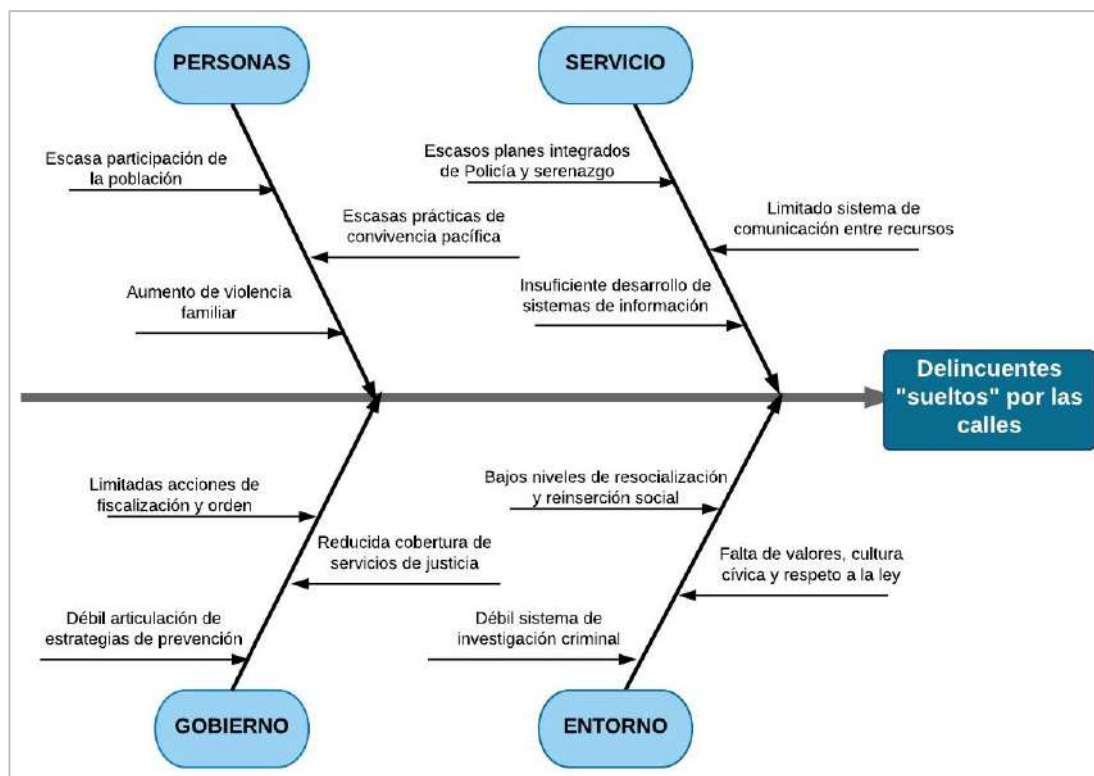 PERSONAS
SERVICIO
Escasa participación de
la población
Escasas prácticas de
convivencia pacífica
Aumento de violencia
familiar
Escasos planes integrados
de Policía y serenazgo
Limitado sistema de
comunicación entre recursos
Insuficiente desarrollo de
sistemas de información
Delincuentes
"sueltos" por las
calles
Limitadas acciones de
fiscalización y orden
Reducida cobertura de
servicios de justicia
Débil articulación de
estrategias de prevención
Bajos niveles de resocialización
y reinserción social
Falta de valores, cultura
cívica y respeto a la ley
Débil sistema de
investigación criminal
GOBIERNO
ENTORNO